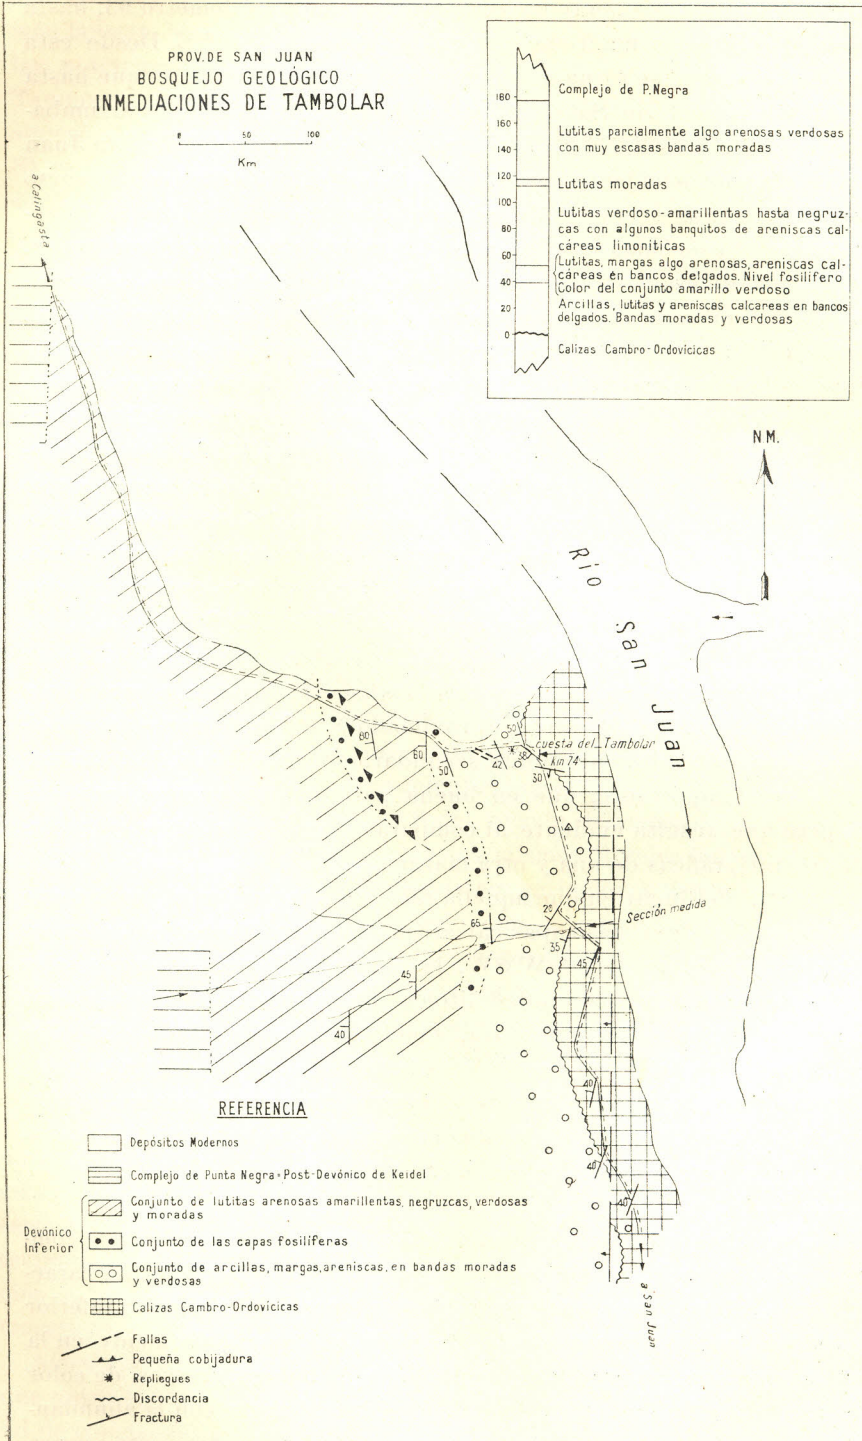 PROV. DE SAN JUAN
BOSQUEJO GEOLÓGICO
INMEDIACIONES DE TAMBOLAR
0 50 100
Km
180
160
140
120
100
80
60
40
20
0
Complejo de P. Negra
Lutitas parcialmente algo arenosas verdosas
con muy escasas bandas moradas
Lutitas moradas
Lutitas verdoso-amarillentas hasta negruz-
cas con algunos banquitos de areniscas cal-
cáreas limoniticas
Lutitas, margas algo arenosas, areniscas cal-
cáreas en bancos delgados. Nivel fosilífero
Color del conjunto amarillo verdoso
Arcillas, lutitas y areniscas calcareas en bancos
delgados. Bandas moradas y verdosas
Calizas Cambro-Ordovícicas
a Calingasta
N M.
Río San Juan
cuesta del Tambolar
Km 74
Sección medida
80
60
50
42
38
50
30
28
65
35
45
45
40
40
40
40
a San Juan
REFERENCIA
Depósitos Modernos
Complejo de Punta Negra=Post-Devónico de Keidel
Devónico
Inferior
Conjunto de lutitas arenosas amarillentas, negruzcas, verdosas
y moradas
Conjunto de las capas fosilíferas
Conjunto de arcillas, margas, areniscas, en bandas moradas
y verdosas
Calizas Cambro-Ordovícicas
Fallas
Pequeña cobijadura
Repliegues
Discordancia
Fractura